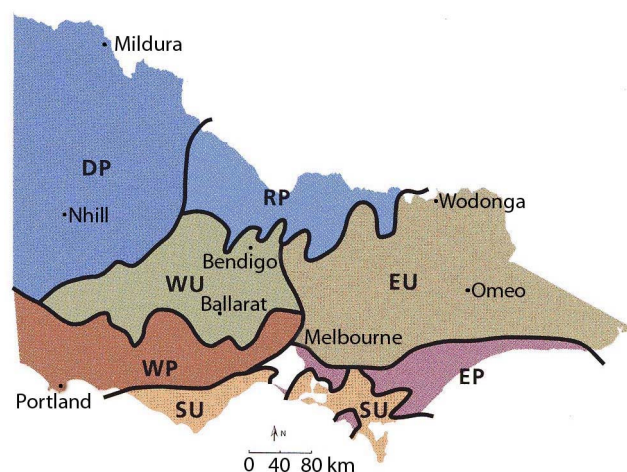 Mildura
DP
RP
Nhill
Wodonga
Bendigo
WU
EU
Ballarat
Omeo
Melbourne
WP
EP
Portland
SU
SU
N
0 40 80 km